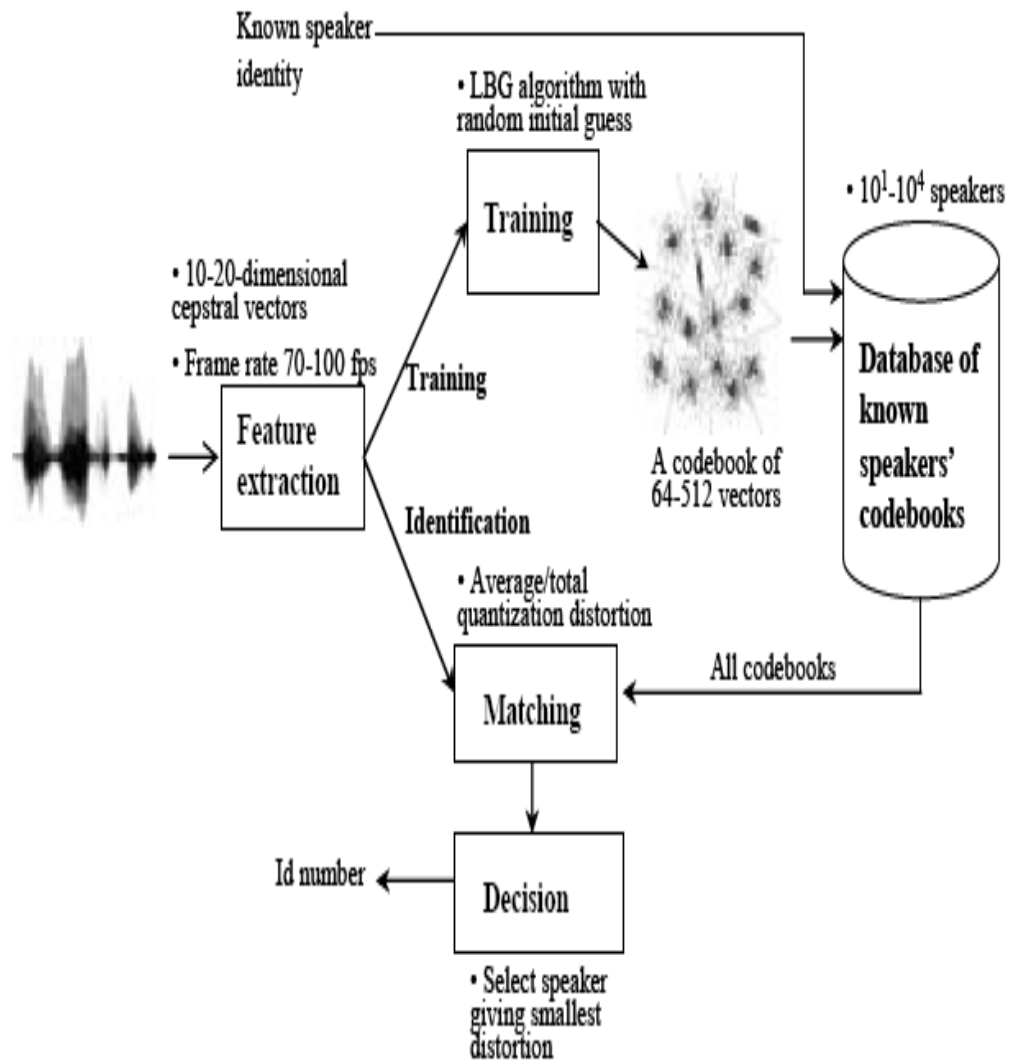 Known speaker
identity
• LBG algorithm with
random initial guess
Training
• 10¹-10⁴ speakers
• 10-20-dimensional
cepstral vectors
• Frame rate 70-100 fps
Training
Feature
extraction
Database of
known
speakers’
codebooks
A codebook of
64-512 vectors
Identification
• Average/total
quantization distortion
All codebooks
Matching
Id number
Decision
• Select speaker
giving smallest
distortion